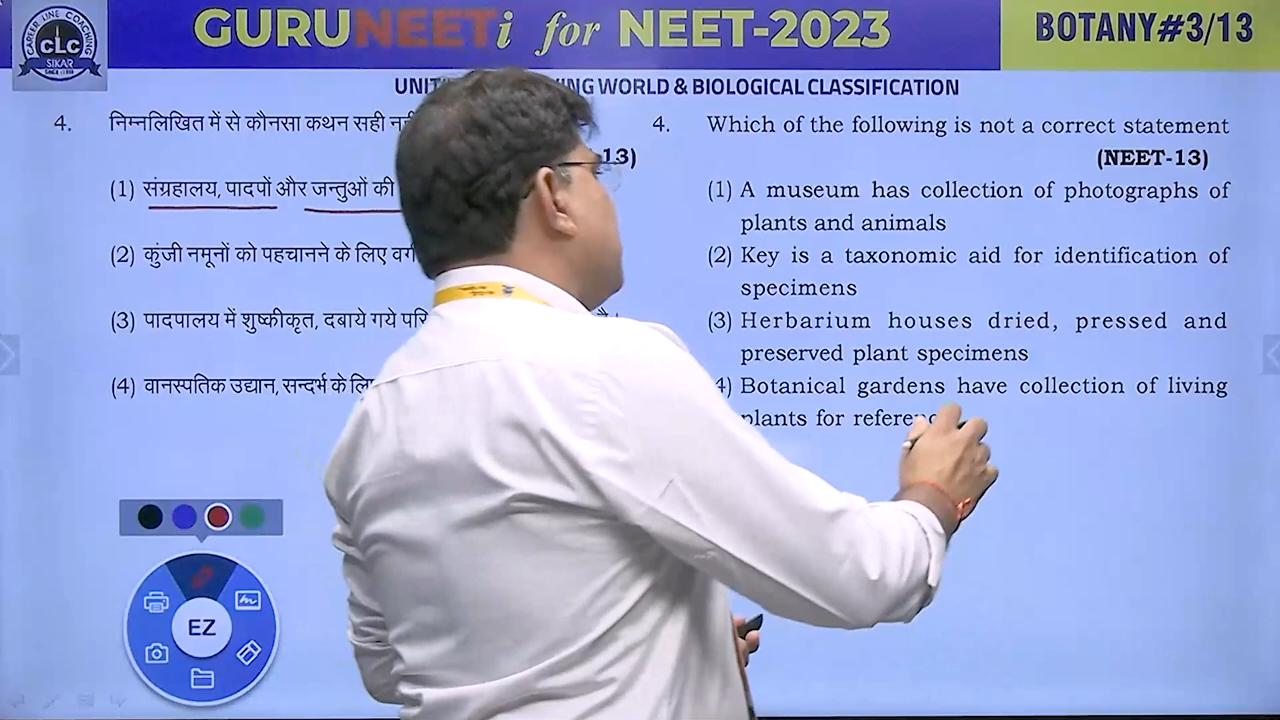 GURUNEETi for NEET-2023
BOTANY#3/13
CAREER LINE COACHING
CLC
SIKAR
WORLD & BIOLOGICAL CLASSIFICATION
4. निम्नलिखित में से कौनसा कथन सही
13)
(1) संग्रहालय, पादपों और जन्तुओं की
(2) कुंजी नमूनों को पहचानने के लिए
(3) पादपालय में शुष्कीकृत, दबाये गये
(4) वानस्पतिक उद्यान, सन्दर्भ के
4. Which of the following is not a correct statement
(NEET-13)
(1) A museum has collection of photographs of
plants and animals
(2) Key is a taxonomic aid for identification of
specimens
(3) Herbarium houses dried, pressed and
preserved plant specimens
4) Botanical gardens have collection of living
plants for
EZ